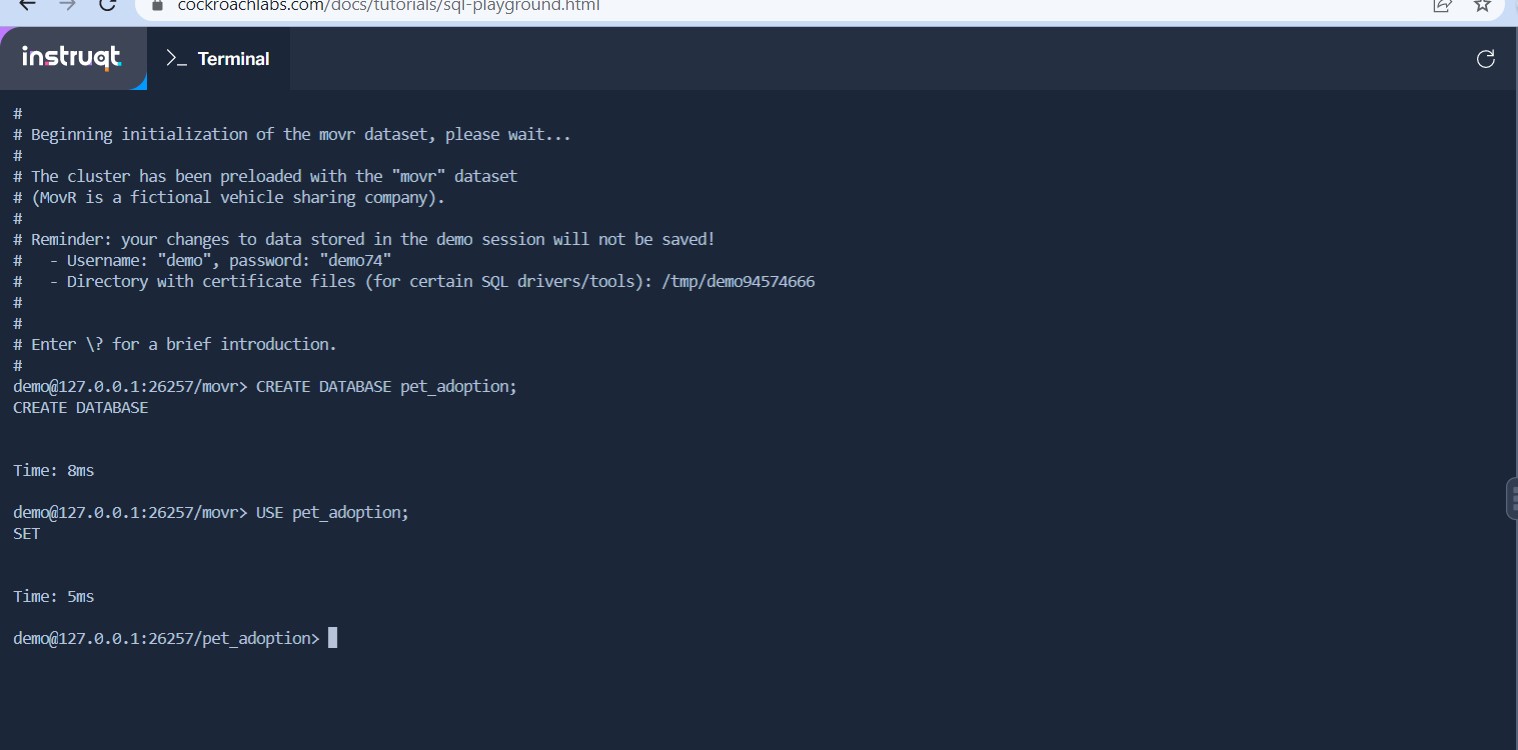 cockroachlabs.com/docs/tutorials/sql-playground.html
instruqt
>_ Terminal
#
# Beginning initialization of the movr dataset, please wait...
#
# The cluster has been preloaded with the "movr" dataset
# (MovR is a fictional vehicle sharing company).
#
# Reminder: your changes to data stored in the demo session will not be saved!
#   - Username: "demo", password: "demo74"
#   - Directory with certificate files (for certain SQL drivers/tools): /tmp/demo94574666
#
#
# Enter \? for a brief introduction.
#
demo@127.0.0.1:26257/movr> CREATE DATABASE pet_adoption;
CREATE DATABASE
Time: 8ms
demo@127.0.0.1:26257/movr> USE pet_adoption;
SET
Time: 5ms
demo@127.0.0.1:26257/pet_adoption>